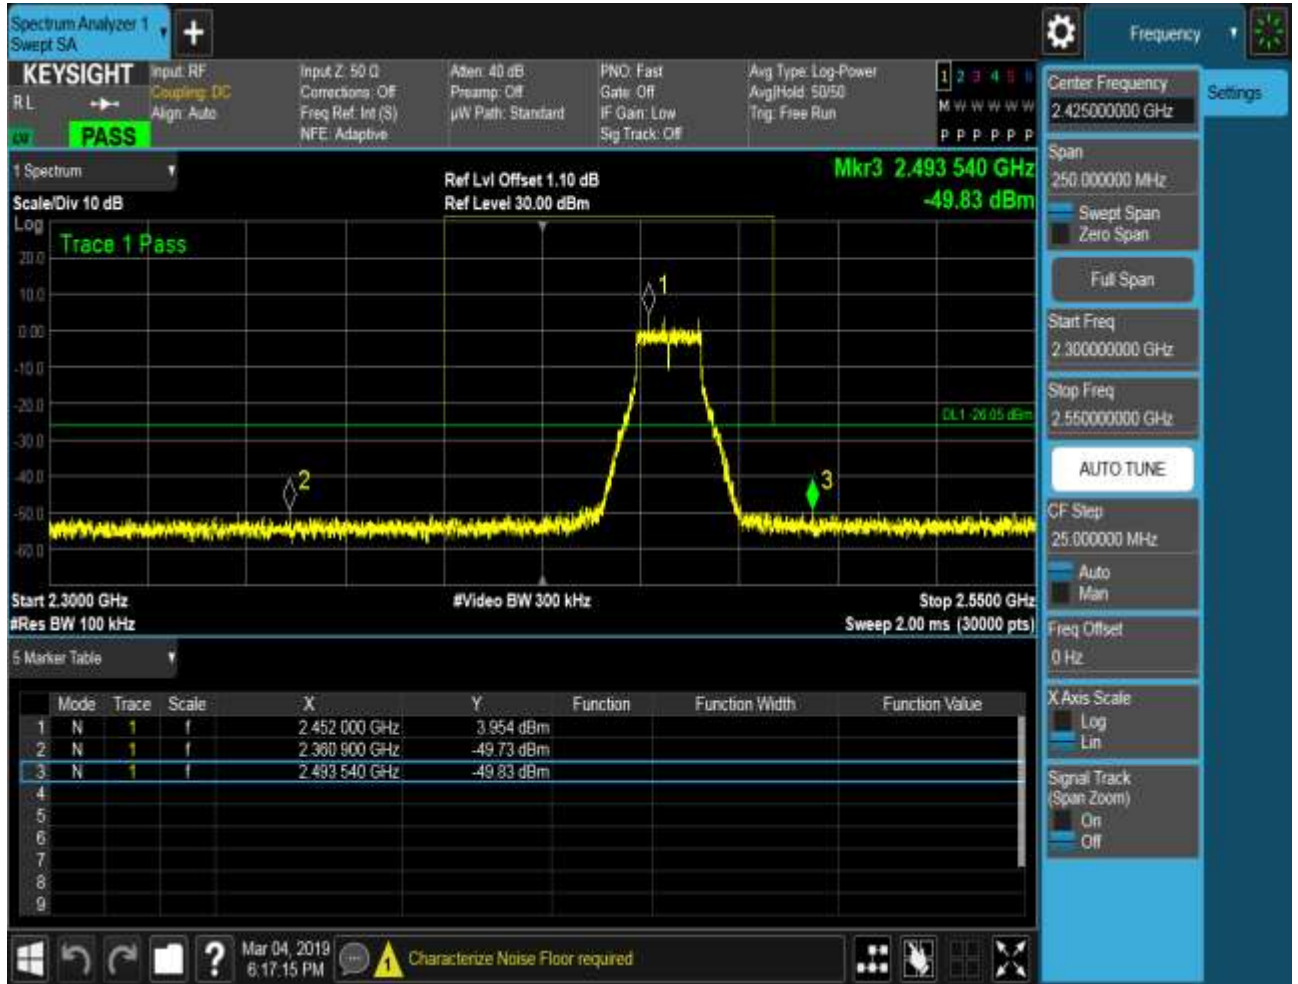 Spectrum Analyzer 1
Swept SA
Frequency
KEYSIGHT
RL
PASS
Input: RF
Coupling: DC
Align: Auto
Input Z: 50 Ω
Corrections: Off
Freq Ref: Int (S)
NFE: Adaptive
Atten: 40 dB
Preamp: Off
µW Path: Standard
PNO: Fast
Gate: Off
IF Gain: Low
Sig Track: Off
Avg Type: Log-Power
Avg|Hold: 50/50
Trig: Free Run
1 2 3 4 5 6
M W W W W W
P P P P P P
1 Spectrum
Scale/Div 10 dB
Ref Lvl Offset 1.10 dB
Ref Level 30.00 dBm
Mkr3 2.493 540 GHz
-49.83 dBm
Log
Trace 1 Pass
20.0
10.0
0.00
-10.0
-20.0
-30.0
-40.0
-50.0
-60.0
1
2
3
DL1 -26.05 dBm
Start 2.3000 GHz
#Video BW 300 kHz
Stop 2.5500 GHz
#Res BW 100 kHz
Sweep 2.00 ms (30000 pts)
5 Marker Table
Mode Trace Scale X Y Function Function Width Function Value
1 N 1 f 2.452 000 GHz 3.954 dBm
2 N 1 f 2.360 900 GHz -49.73 dBm
3 N 1 f 2.493 540 GHz -49.83 dBm
4
5
6
7
8
9
Mar 04, 2019
6:17:15 PM
1
Characterize Noise Floor required
Settings
Center Frequency
2.425000000 GHz
Span
250.000000 MHz
Swept Span
Zero Span
Full Span
Start Freq
2.300000000 GHz
Stop Freq
2.550000000 GHz
AUTO TUNE
CF Step
25.000000 MHz
Auto
Man
Freq Offset
0 Hz
X Axis Scale
Log
Lin
Signal Track
(Span Zoom)
On
Off